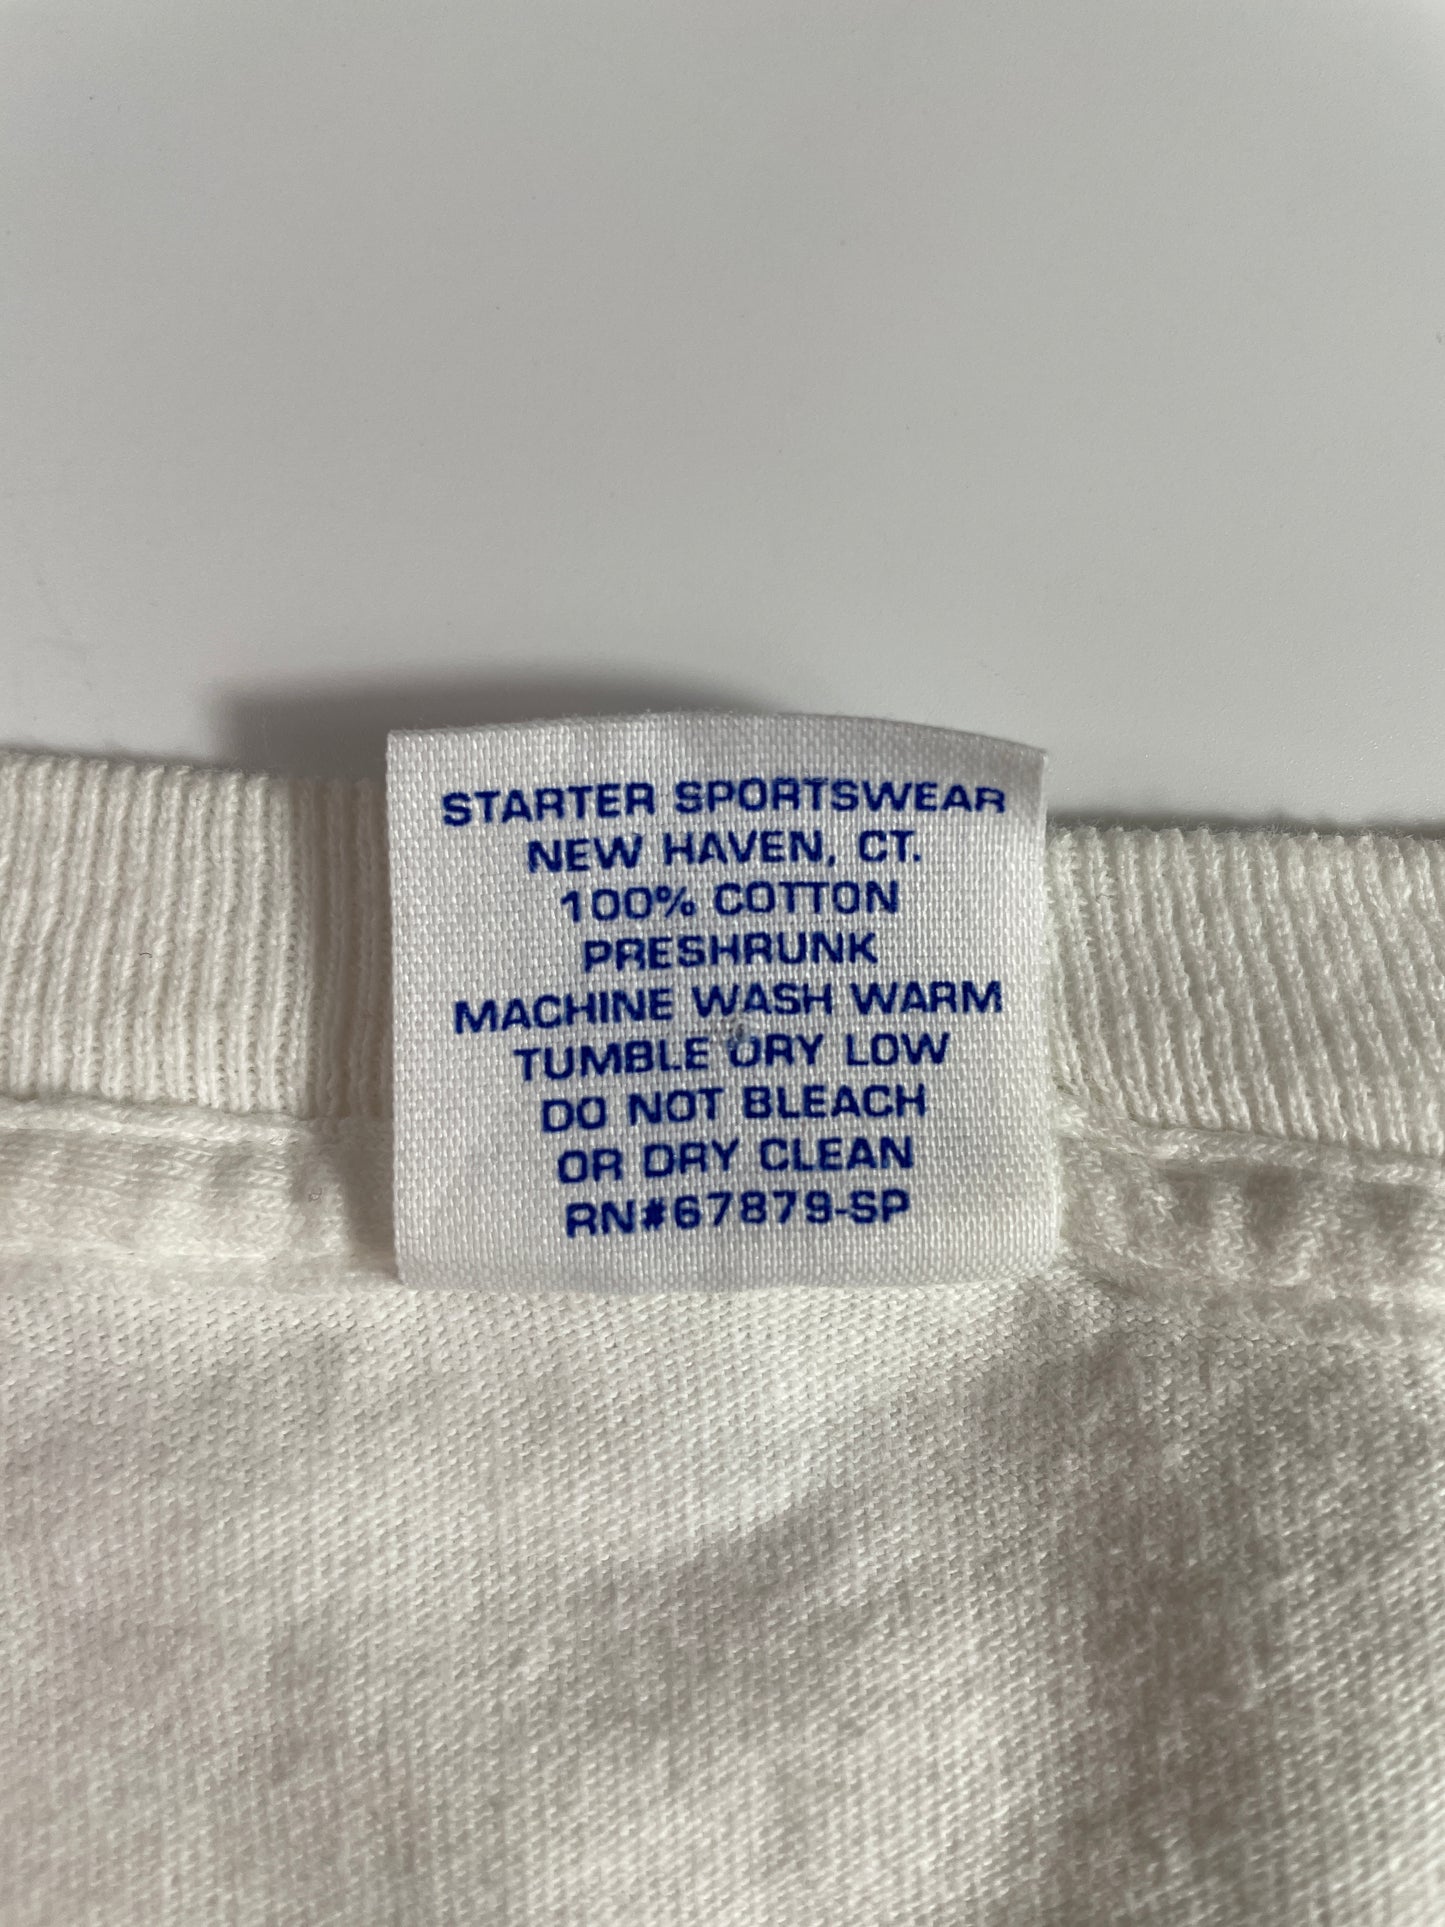 STARTER SPORTSWEAR
NEW HAVEN, CT.
100% COTTON
PRESHRUNK
MACHINE WASH WARM
TUMBLE DRY LOW
DO NOT BLEACH
OR DRY CLEAN
RN#67879-SP